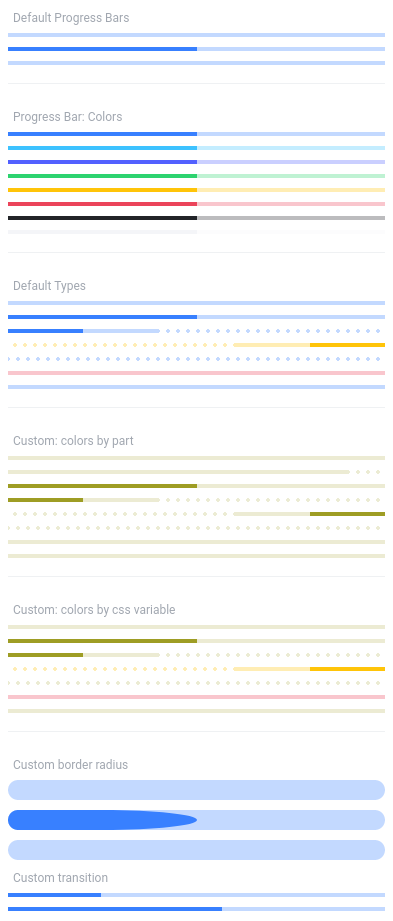 Default Progress Bars
Progress Bar: Colors
Default Types
Custom: colors by part
Custom: colors by css variable
Custom border radius
Custom transition